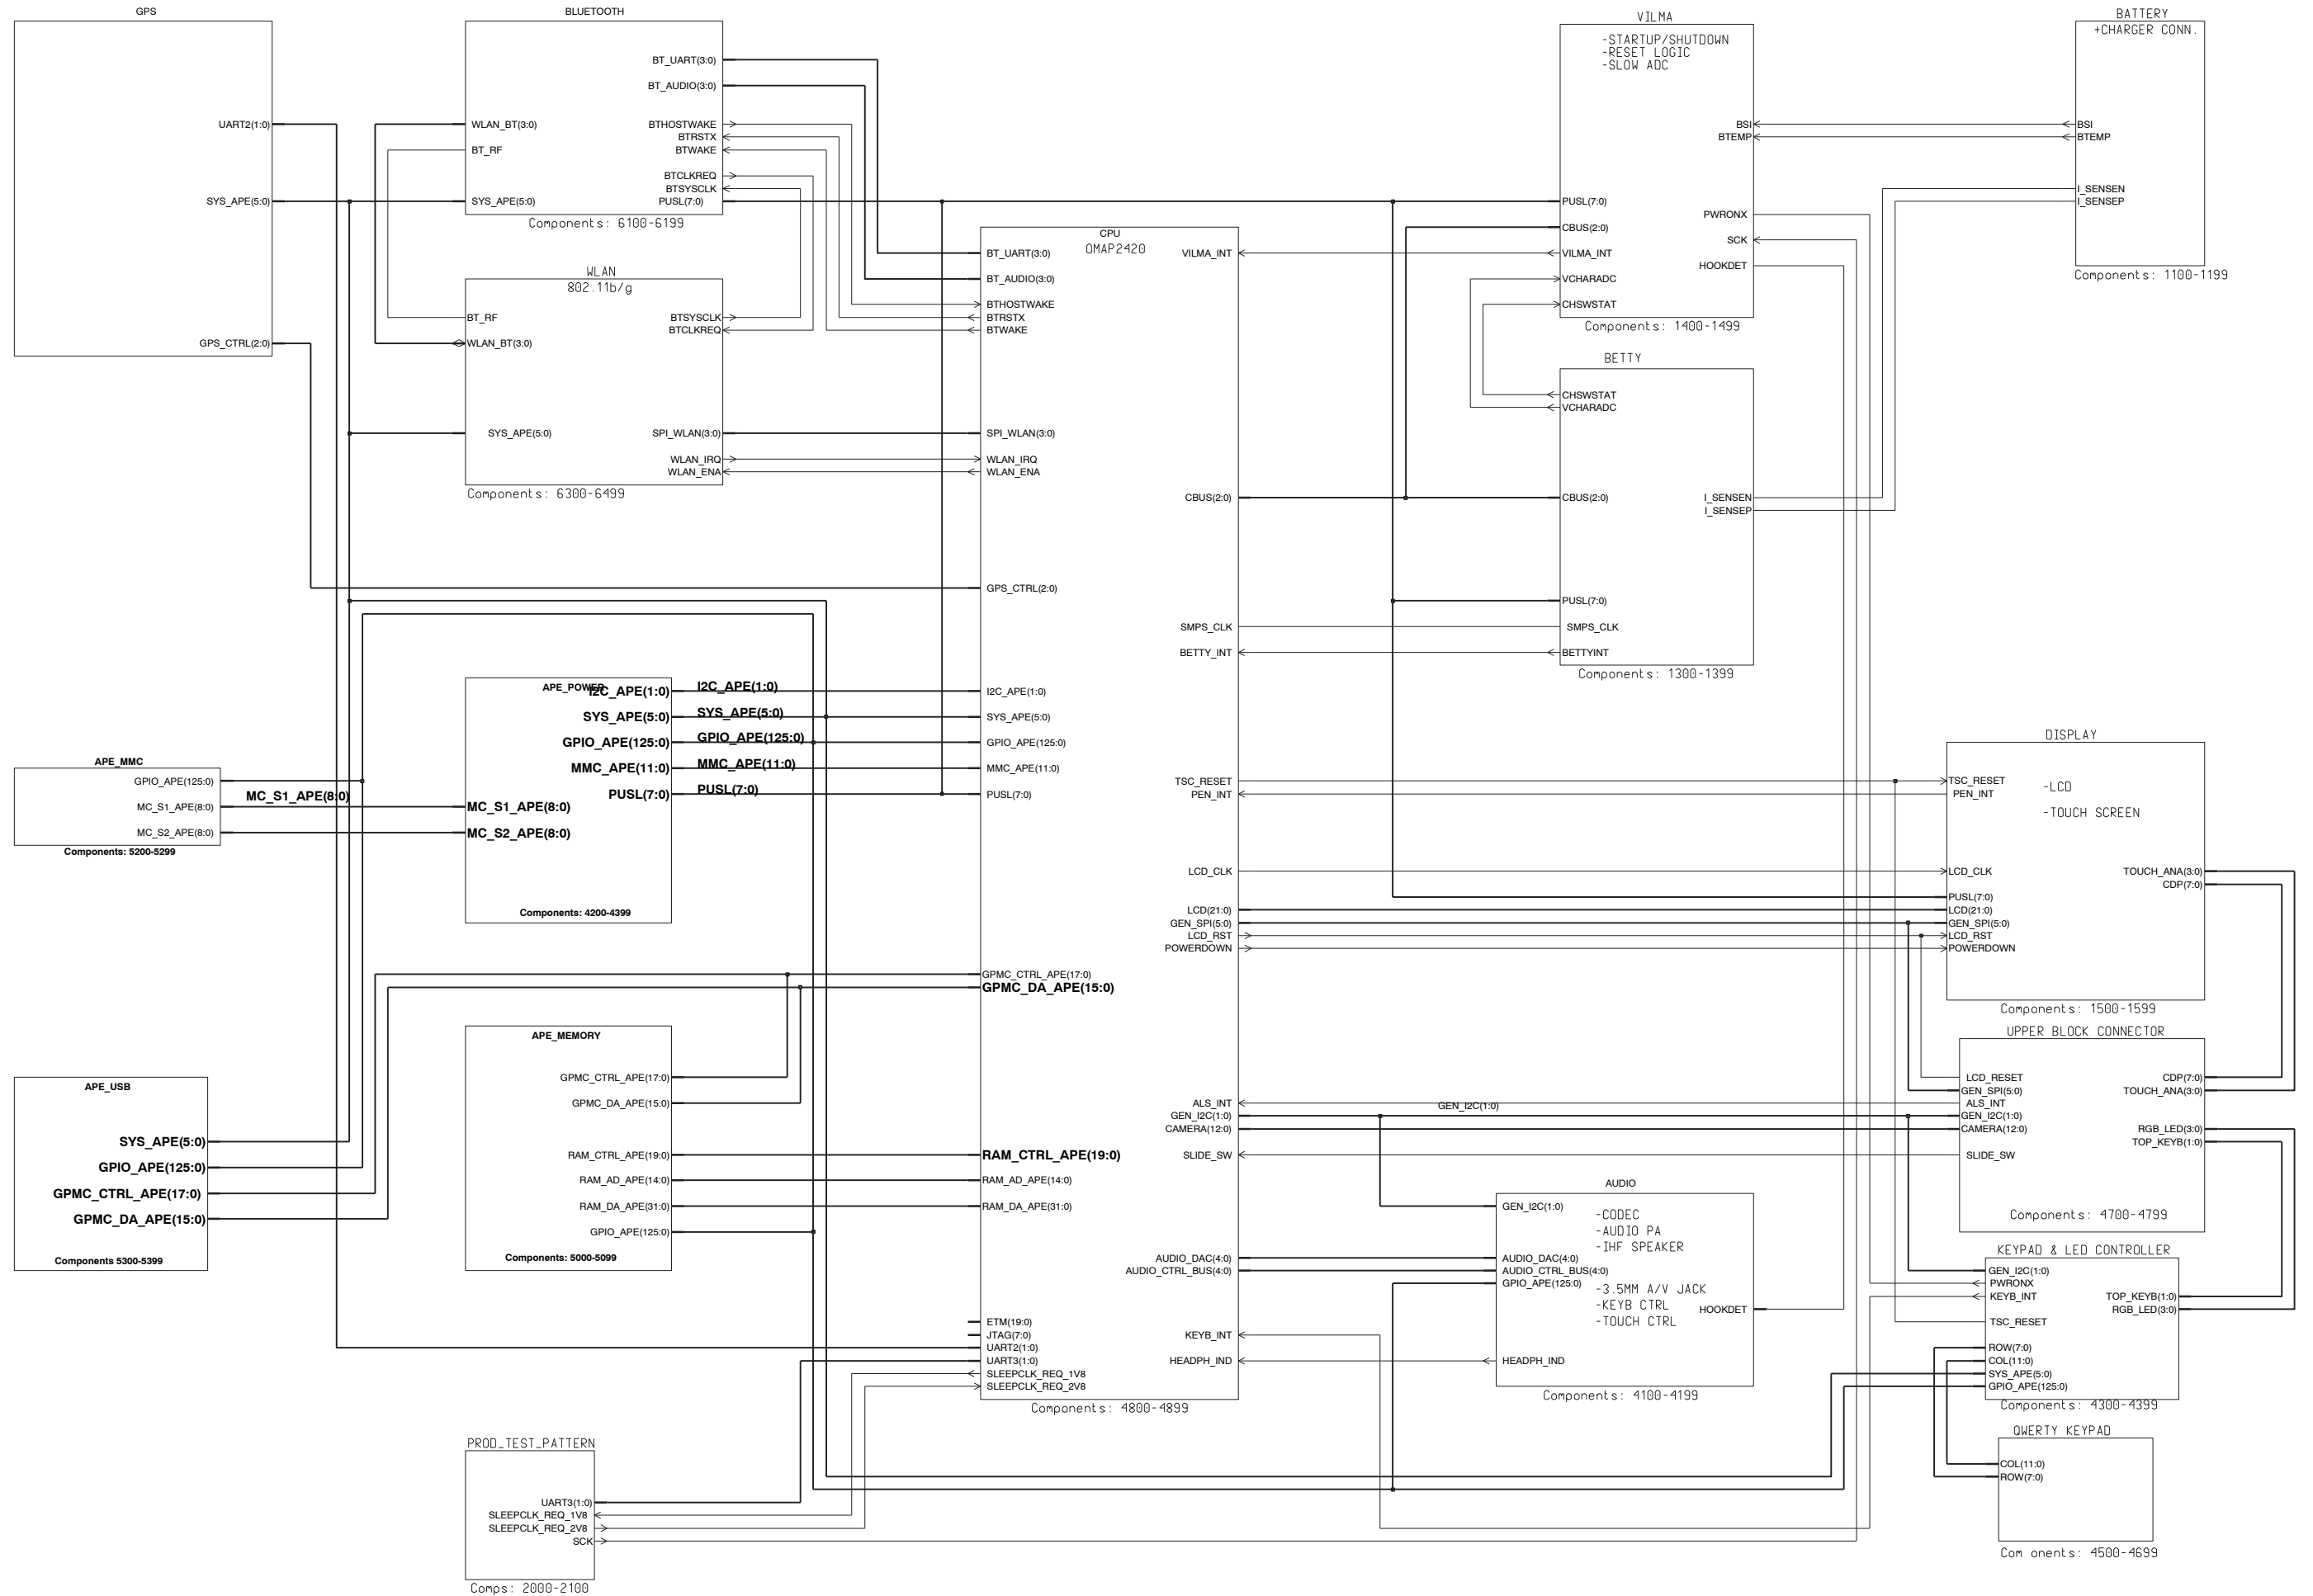 GPS
UART2(1:0)
SYS_APE(5:0)
GPS_CTRL(2:0)
BLUETOOTH
BT_UART(3:0)
BT_AUDIO(3:0)
WLAN_BT(3:0)
BTHOSTWAKE
BTRSTX
BT_RF
BTWAKE
BTCLKREQ
BTSYSCLK
SYS_APE(5:0)
PUSL(7:0)
Components: 6100-6199
WLAN
802.11b/g
BT_RF
BTSYSCLK
BTCLKREQ
WLAN_BT(3:0)
SYS_APE(5:0)
SPI_WLAN(3:0)
WLAN_IRQ
WLAN_ENA
Components: 6300-6499
APE_MMC
GPIO_APE(125:0)
MC_S1_APE(8:0)
MC_S1_APE(8:0)
MC_S2_APE(8:0)
Components: 5200-5299
APE_POWER
I2C_APE(1:0)
I2C_APE(1:0)
SYS_APE(5:0)
SYS_APE(5:0)
GPIO_APE(125:0)
GPIO_APE(125:0)
MMC_APE(11:0)
MMC_APE(11:0)
PUSL(7:0)
PUSL(7:0)
MC_S1_APE(8:0)
MC_S2_APE(8:0)
Components: 4200-4399
APE_USB
SYS_APE(5:0)
GPIO_APE(125:0)
GPMC_CTRL_APE(17:0)
GPMC_DA_APE(15:0)
Components 5300-5399
APE_MEMORY
GPMC_CTRL_APE(17:0)
GPMC_DA_APE(15:0)
RAM_CTRL_APE(19:0)
RAM_AD_APE(14:0)
RAM_DA_APE(31:0)
GPIO_APE(125:0)
Components: 5000-5099
PROD_TEST_PATTERN
UART3(1:0)
SLEEPCLK_REQ_1V8
SLEEPCLK_REQ_2V8
SCK
Comps: 2000-2100
CPU
OMAP2420
BT_UART(3:0)
BT_AUDIO(3:0)
BTHOSTWAKE
BTRSTX
BTWAKE
SPI_WLAN(3:0)
WLAN_IRQ
WLAN_ENA
GPS_CTRL(2:0)
I2C_APE(1:0)
SYS_APE(5:0)
GPIO_APE(125:0)
MMC_APE(11:0)
PUSL(7:0)
GPMC_CTRL_APE(17:0)
GPMC_DA_APE(15:0)
RAM_CTRL_APE(19:0)
RAM_AD_APE(14:0)
RAM_DA_APE(31:0)
ETM(19:0)
JTAG(7:0)
UART2(1:0)
UART3(1:0)
SLEEPCLK_REQ_1V8
SLEEPCLK_REQ_2V8
VILMA_INT
CBUS(2:0)
SMPS_CLK
BETTY_INT
TSC_RESET
PEN_INT
LCD_CLK
LCD(21:0)
GEN_SPI(5:0)
LCD_RST
POWERDOWN
ALS_INT
GEN_I2C(1:0)
CAMERA(12:0)
SLIDE_SW
AUDIO_DAC(4:0)
AUDIO_CTRL_BUS(4:0)
KEYB_INT
HEADPH_IND
Components: 4800-4899
GEN_I2C(1:0)
VILMA
-STARTUP/SHUTDOWN
-RESET LOGIC
-SLOW ADC
BSI
BTEMP
PUSL(7:0)
PWRONX
CBUS(2:0)
SCK
VILMA_INT
HOOKDET
VCHARADC
CHSWSTAT
Components: 1400-1499
BETTY
CHSWSTAT
VCHARADC
CBUS(2:0)
I_SENSEN
I_SENSEP
PUSL(7:0)
SMPS_CLK
BETTYINT
Components: 1300-1399
BATTERY
+CHARGER CONN.
BSI
BTEMP
I_SENSEN
I_SENSEP
Components: 1100-1199
DISPLAY
TSC_RESET
PEN_INT
-LCD
-TOUCH SCREEN
LCD_CLK
TOUCH_ANA(3:0)
CDP(7:0)
PUSL(7:0)
LCD(21:0)
GEN_SPI(5:0)
LCD_RST
POWERDOWN
Components: 1500-1599
UPPER BLOCK CONNECTOR
LCD_RESET
CDP(7:0)
GEN_SPI(5:0)
TOUCH_ANA(3:0)
ALS_INT
GEN_I2C(1:0)
CAMERA(12:0)
RGB_LED(3:0)
TOP_KEYB(1:0)
SLIDE_SW
Components: 4700-4799
AUDIO
GEN_I2C(1:0)
-CODEC
-AUDIO PA
-IHF SPEAKER
AUDIO_DAC(4:0)
AUDIO_CTRL_BUS(4:0)
GPIO_APE(125:0)
-3.5MM A/V JACK
-KEYB CTRL
-TOUCH CTRL
HOOKDET
HEADPH_IND
Components: 4100-4199
KEYPAD & LED CONTROLLER
GEN_I2C(1:0)
PWRONX
KEYB_INT
TOP_KEYB(1:0)
RGB_LED(3:0)
TSC_RESET
ROW(7:0)
COL(11:0)
SYS_APE(5:0)
GPIO_APE(125:0)
Components: 4300-4399
QWERTY KEYPAD
COL(11:0)
ROW(7:0)
Com onents: 4500-4699